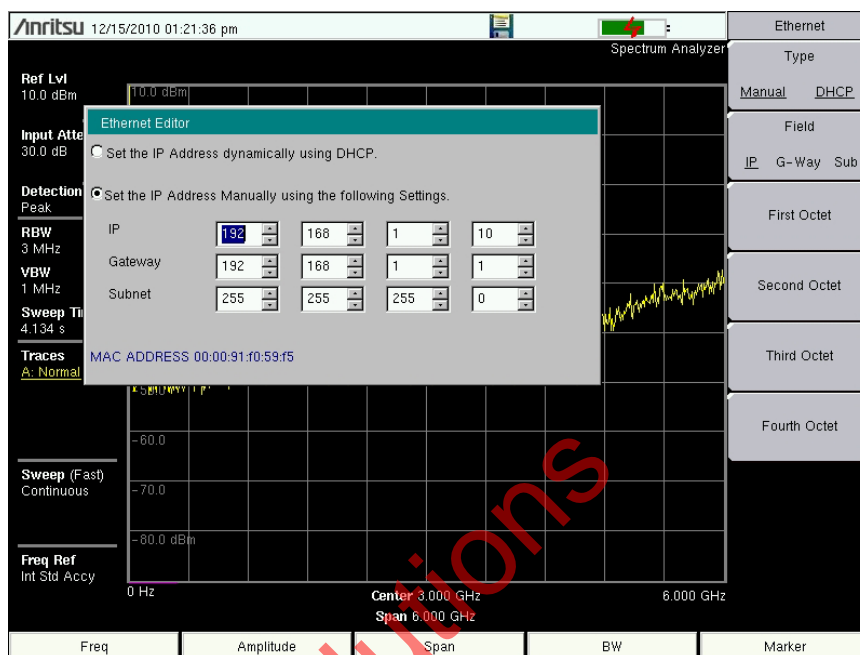 Anritsu 12/15/2010 01:21:36 pm
Ethernet
Spectrum Analyzer
Type
Manual DHCP
Field
IP G-Way Sub
First Octet
Second Octet
Third Octet
Fourth Octet
Ref Lvl
10.0 dBm
Input Atte
30.0 dB
Detection
Peak
RBW
3 MHz
VBW
1 MHz
Sweep Ti
4.134 s
Traces
A: Normal
Sweep (Fast)
Continuous
Freq Ref
Int Std Accy
10.0 dBm
Ethernet Editor
Set the IP Address dynamically using DHCP.
Set the IP Address Manually using the following Settings.
IP 192 168 1 10
Gateway 192 168 1 1
Subnet 255 255 255 0
MAC ADDRESS 00:00:91:f0:59:f5
-60.0
-70.0
-80.0 dBm
0 Hz
Center 3.000 GHz
6.000 GHz
Span 6.000 GHz
Freq Amplitude Span BW Marker